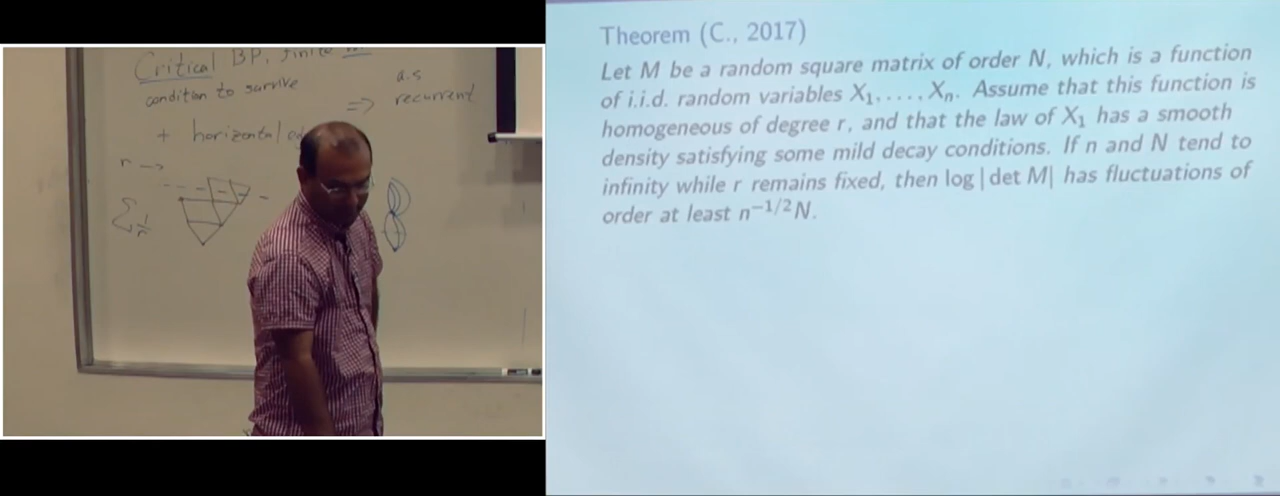 Critical BP, finite
condition to survive
a.s
⇒ recurrent
+ horizontal
r →
Σ 1/r
Theorem (C., 2017)
Let M be a random square matrix of order N, which is a function
of i.i.d. random variables X₁, . . . , Xₙ. Assume that this function is
homogeneous of degree r, and that the law of X₁ has a smooth
density satisfying some mild decay conditions. If n and N tend to
infinity while r remains fixed, then log | det M| has fluctuations of
order at least n⁻¹/²N.